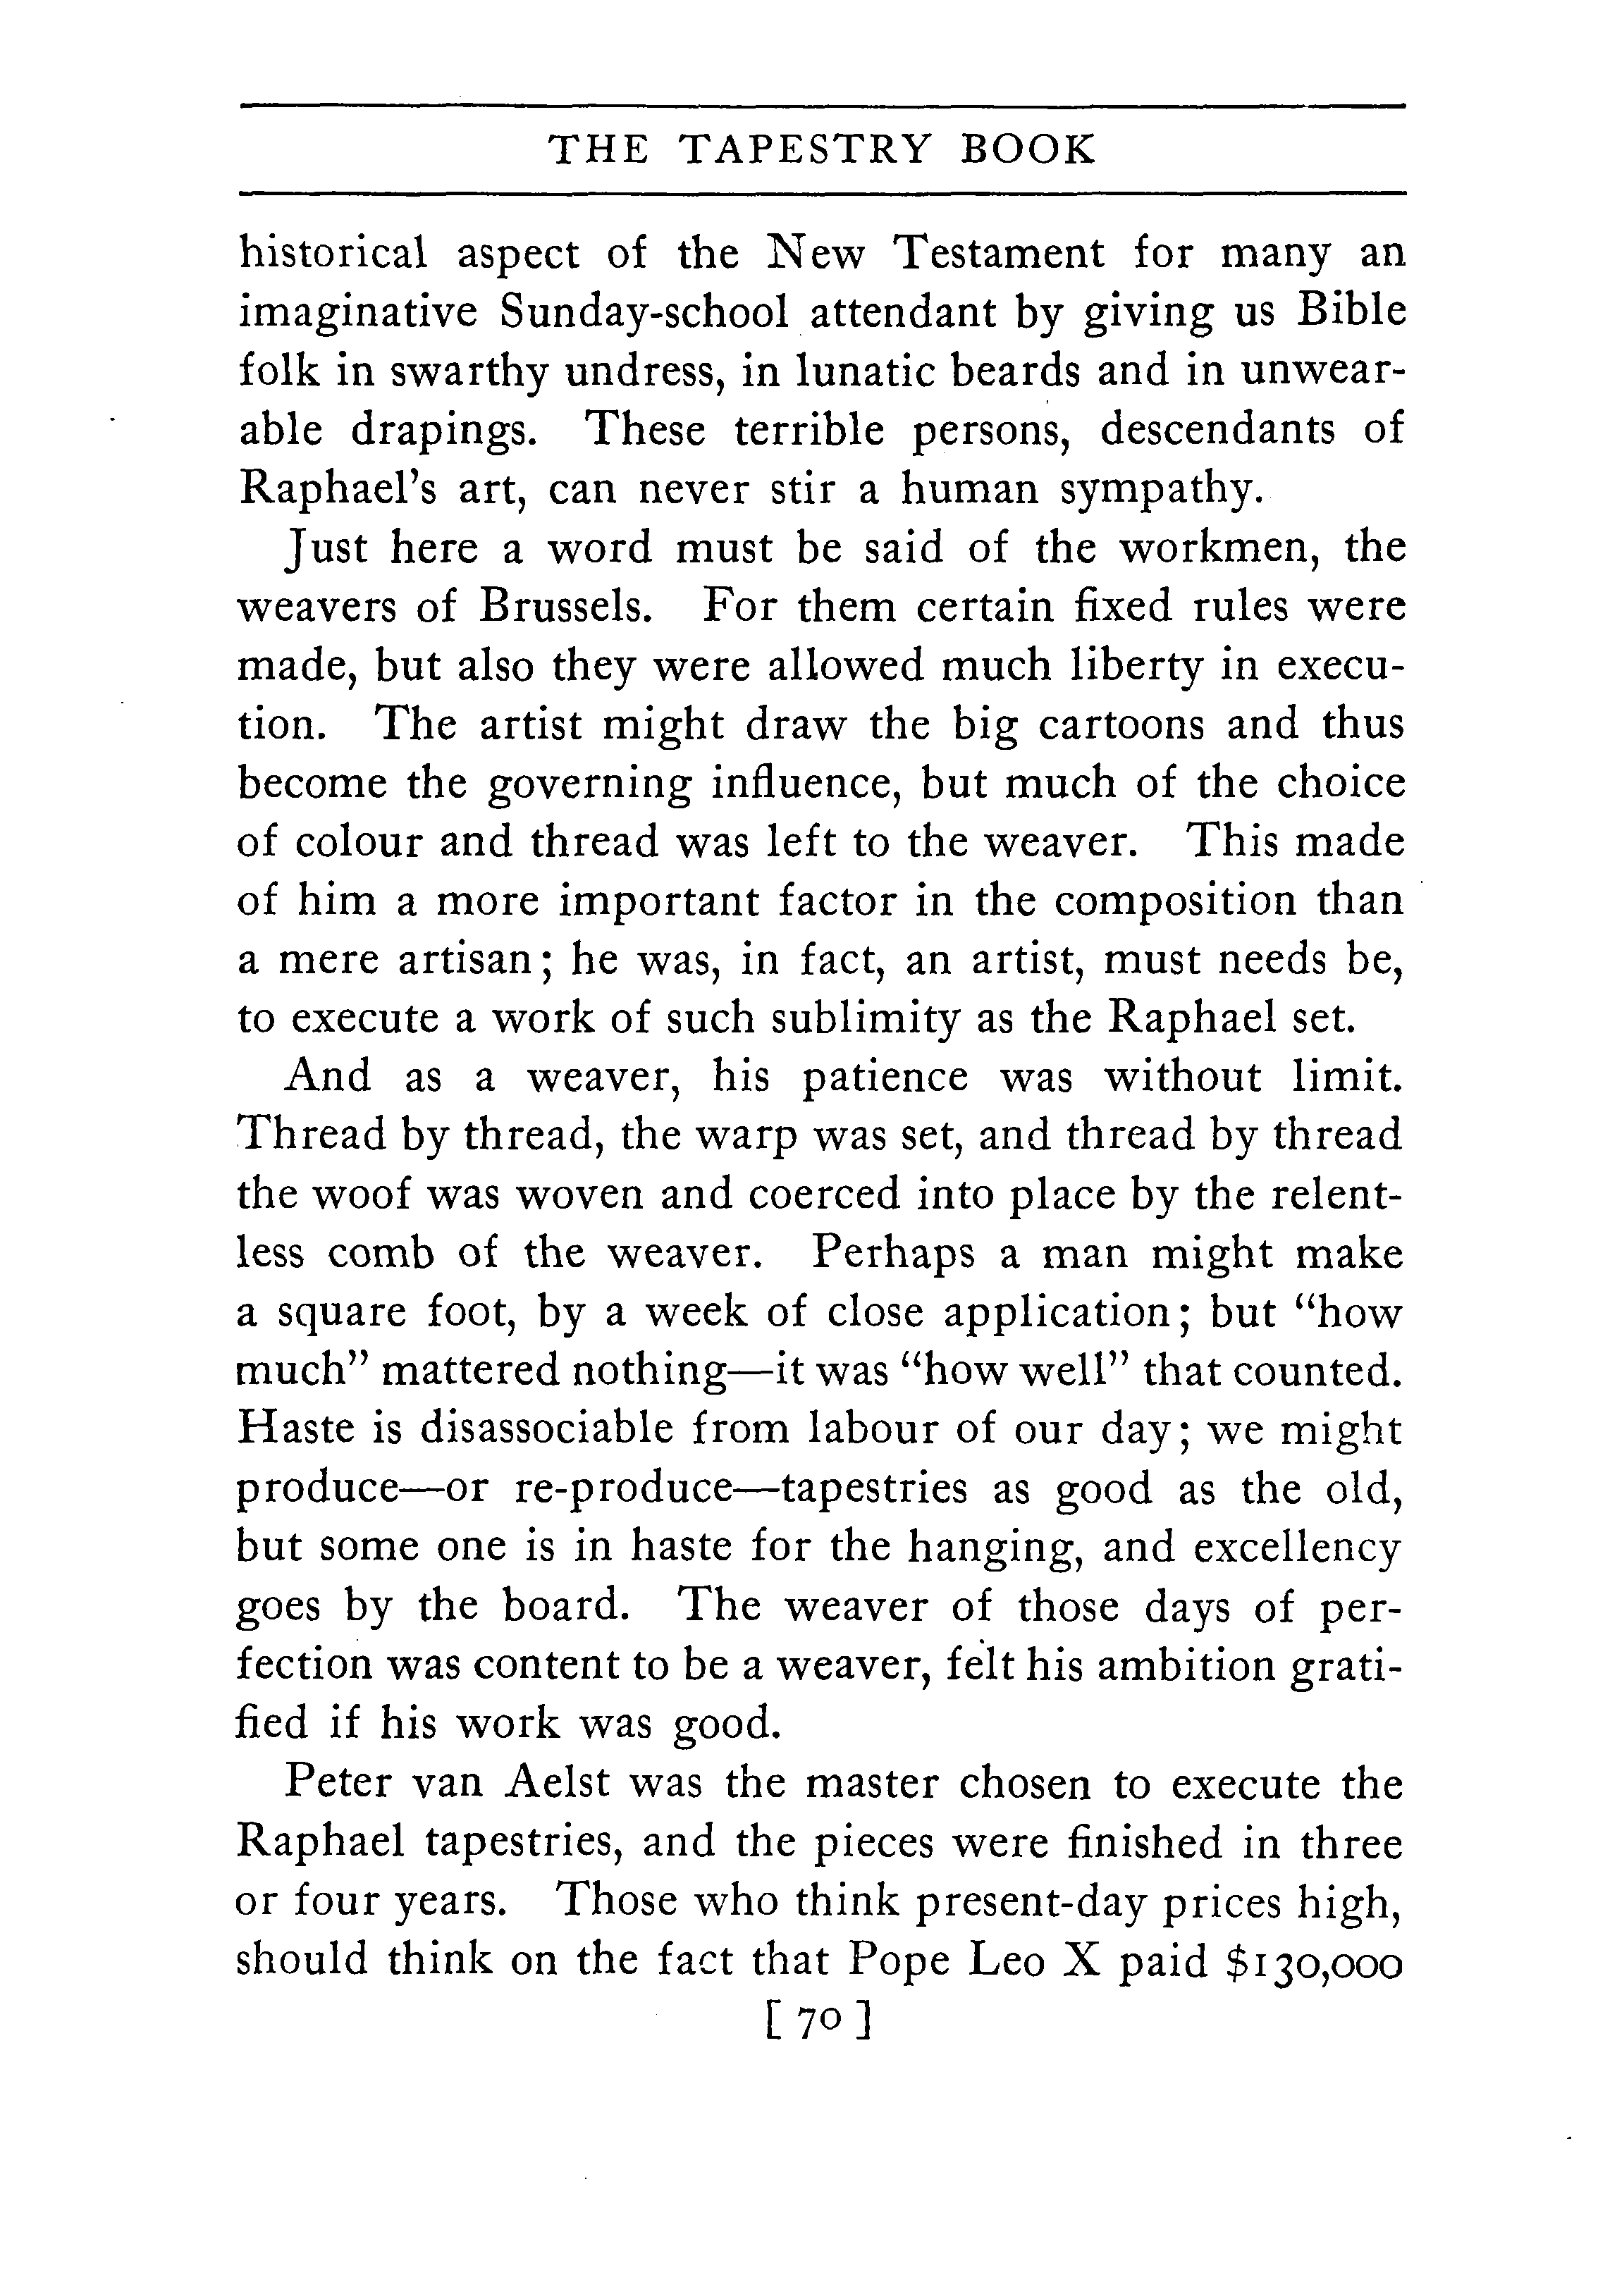 THE TAPESTRY BOOK
historical aspect of the New Testament for many an
imaginative Sunday-school attendant by giving us Bible
folk in swarthy undress, in lunatic beards and in unwear-
able drapings. These terrible persons, descendants of
Raphael's art, can never stir a human sympathy.
Just here a word must be said of the workmen, the
weavers of Brussels. For them certain fixed rules were
made, but also they were allowed much liberty in execu-
tion. The artist might draw the big cartoons and thus
become the governing influence, but much of the choice
of colour and thread was left to the weaver. This made
of him a more important factor in the composition than
a mere artisan; he was, in fact, an artist, must needs be,
to execute a work of such sublimity as the Raphael set.
And as a weaver, his patience was without limit.
Thread by thread, the warp was set, and thread by thread
the woof was woven and coerced into place by the relent-
less comb of the weaver. Perhaps a man might make
a square foot, by a week of close application; but "how
much" mattered nothing—it was "how well" that counted.
Haste is disassociable from labour of our day; we might
produce—or re-produce—tapestries as good as the old,
but some one is in haste for the hanging, and excellency
goes by the board. The weaver of those days of per-
fection was content to be a weaver, felt his ambition grati-
fied if his work was good.
Peter van Aelst was the master chosen to execute the
Raphael tapestries, and the pieces were finished in three
or four years. Those who think present-day prices high,
should think on the fact that Pope Leo X paid $130,000
[ 70 ]